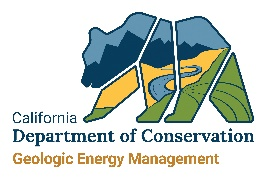 California
Department of Conservation
Geologic Energy Management